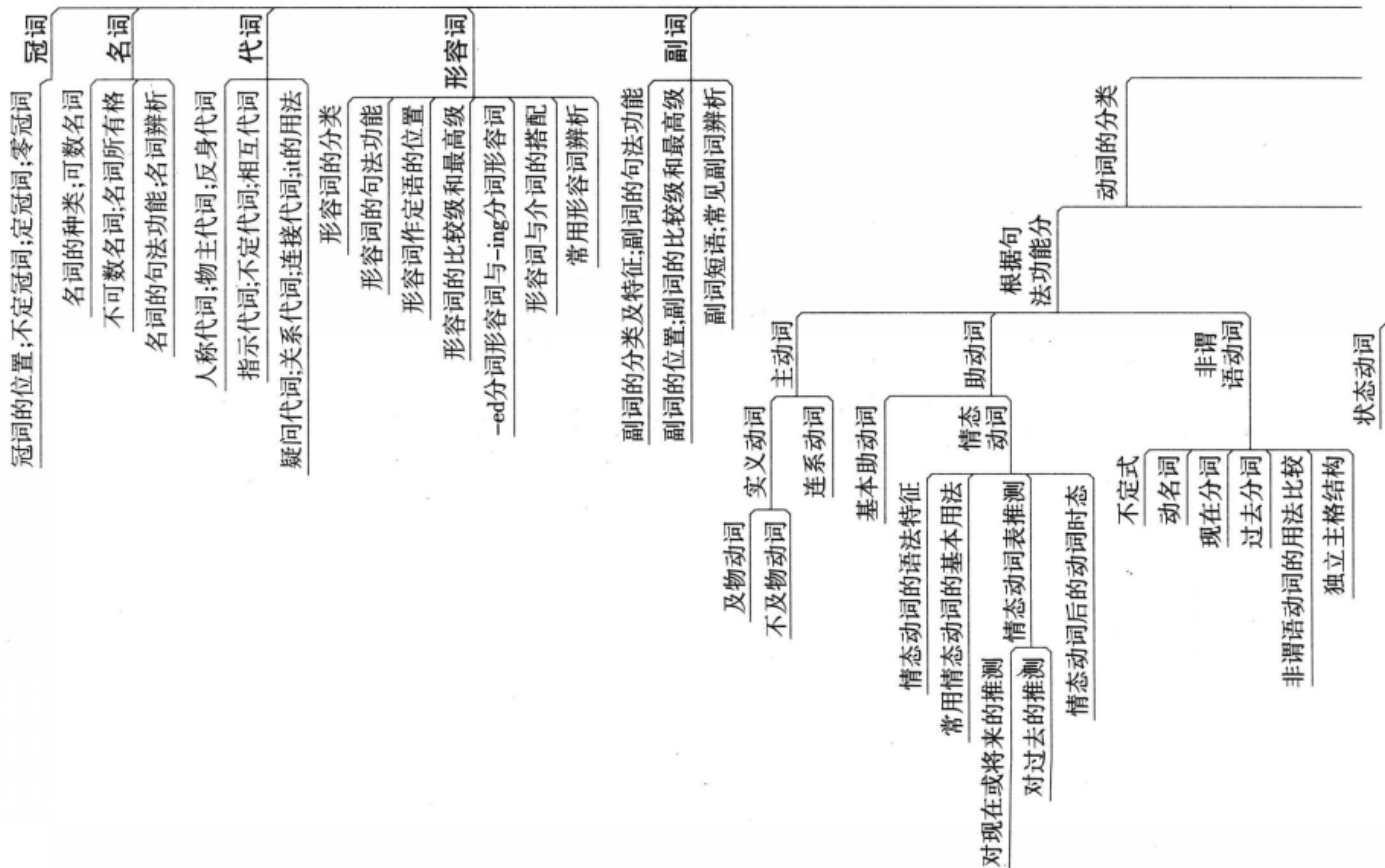 冠词
冠词的位置;不定冠词;定冠词;零冠词
名词
名词的种类;可数名词
不可数名词;名词所有格
名词的句法功能;名词辨析
代词
人称代词;物主代词;反身代词
指示代词;不定代词;相互代词
疑问代词;关系代词;连接代词;it的用法
形容词
形容词的分类
形容词的句法功能
形容词作定语的位置
形容词的比较级和最高级
-ed分词形容词与-ing分词形容词
形容词与介词的搭配
常用形容词辨析
副词
副词的分类及特征;副词的句法功能
副词的位置;副词的比较级和最高级
副词短语;常见副词辨析
动词的分类
根据句
法功能分
主动词
实义动词
及物动词
不及物动词
连系动词
助动词
基本助动词
情态
动词
情态动词的语法特征
常用情态动词的基本用法
情态动词表推测
对现在或将来的推测
对过去的推测
情态动词后的动词时态
非谓
语动词
不定式
动名词
现在分词
过去分词
非谓语动词的用法比较
独立主格结构
状态动词